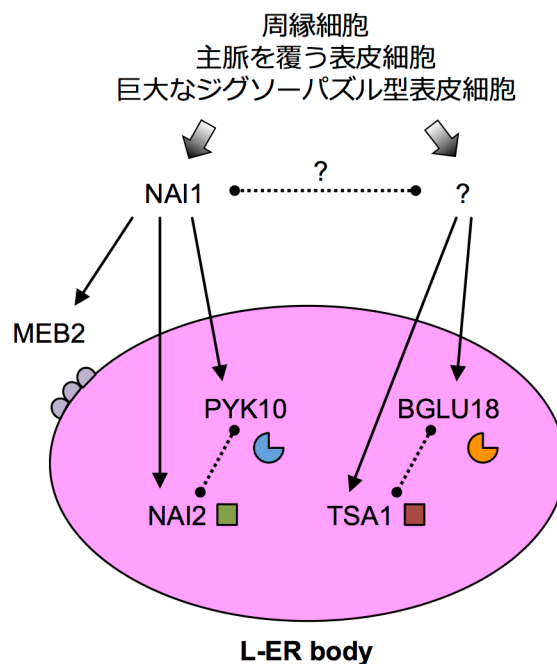 周縁細胞
主脈を覆う表皮細胞
巨大なジグソーパズル型表皮細胞
?
NAI1
?
MEB2
PYK10
BGLU18
NAI2
TSA1
L-ER body